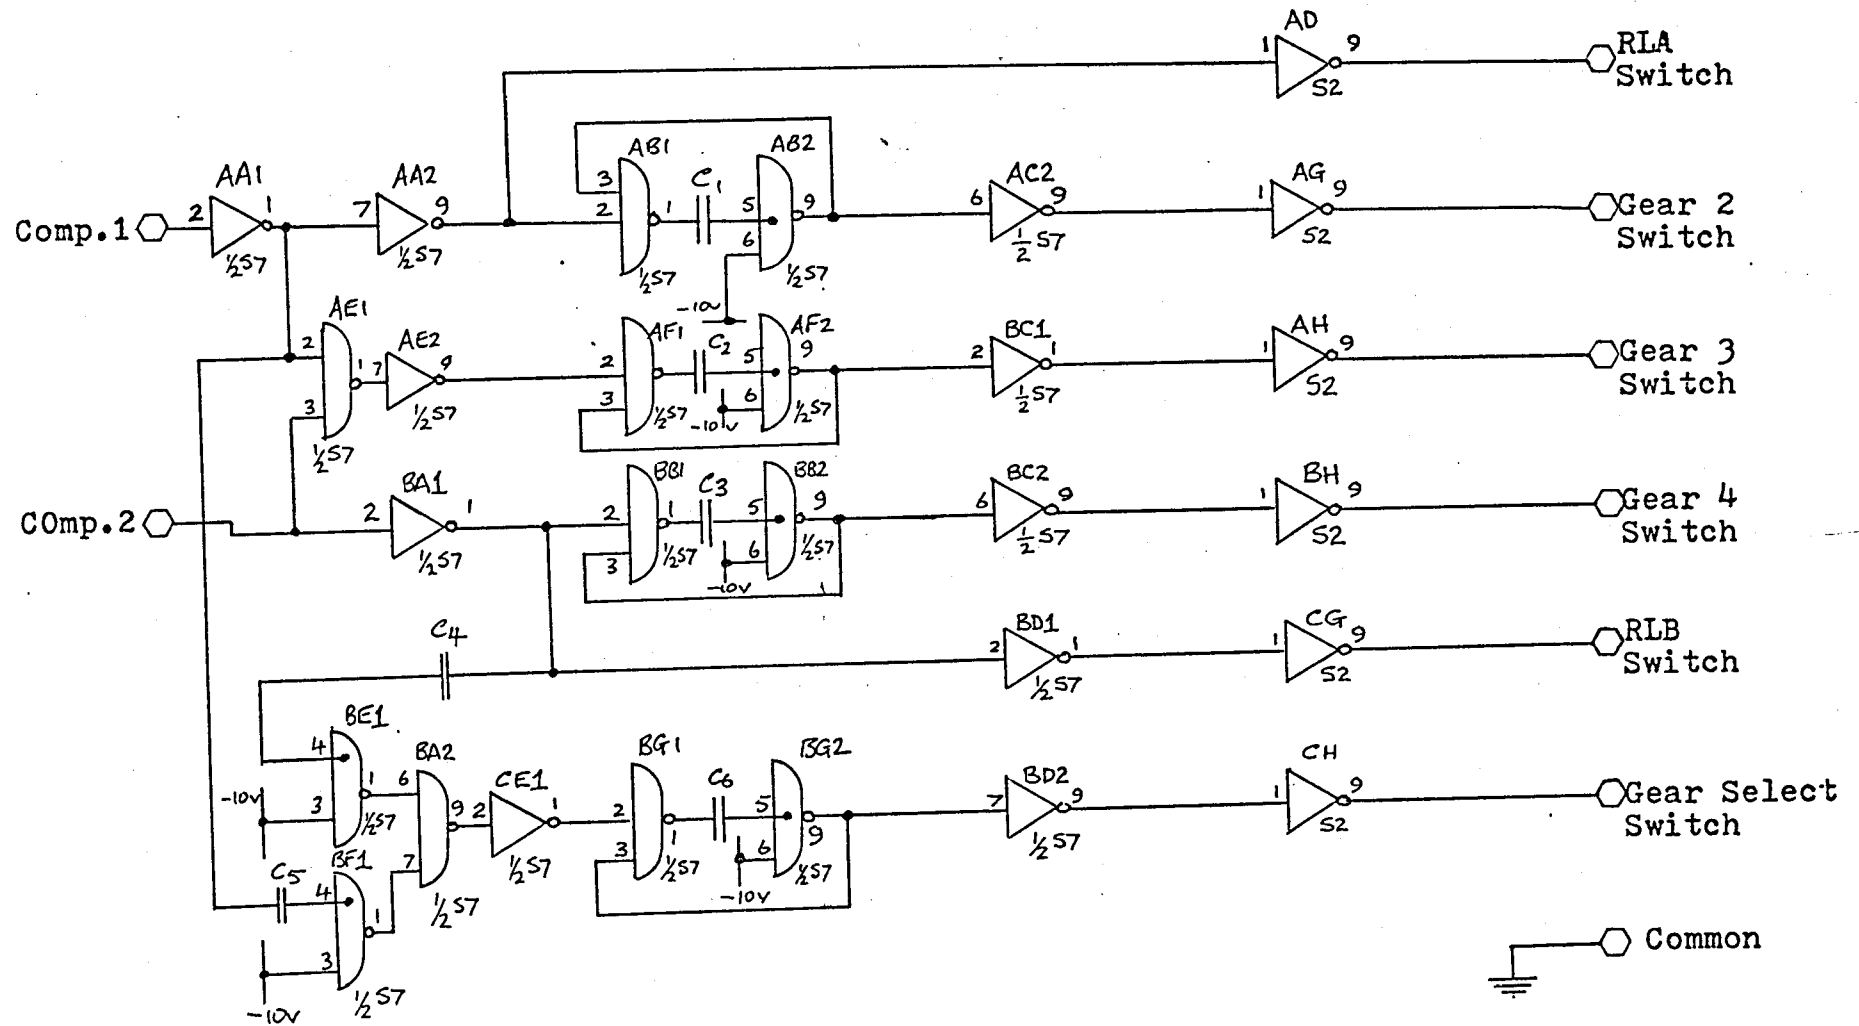 AD
1
9
S2
RLA
Switch
AA1
2
1
½S7
Comp.1
AA2
7
9
½S7
AB1
3
2
1
½S7
C1
AB2
5
6
9
½S7
-10v
AC2
6
9
½S7
AG
1
9
S2
Gear 2
Switch
AE1
2
1
3
½S7
AE2
7
9
½S7
AF1
2
3
½S7
C2
AF2
5
9
6
-10v
½S7
BC1
2
1
½S7
AH
1
9
S2
Gear 3
Switch
COmp.2
BA1
2
1
½S7
BB1
2
1
3
½S7
C3
BB2
5
9
6
½S7
-10v
BC2
6
9
½S7
BH
1
9
S2
Gear 4
Switch
C4
BD1
2
1
½S7
CG
1
9
S2
RLB
Switch
BE1
4
1
3
-10v
½S7
BA2
6
9
7
½S7
CE1
2
1
½S7
BG1
2
1
3
½S7
C6
BG2
5
9
6
½S7
-10v
BD2
7
9
½S7
CH
1
9
S2
Gear Select
Switch
BF1
C5
4
1
3
½S7
-10v
Common